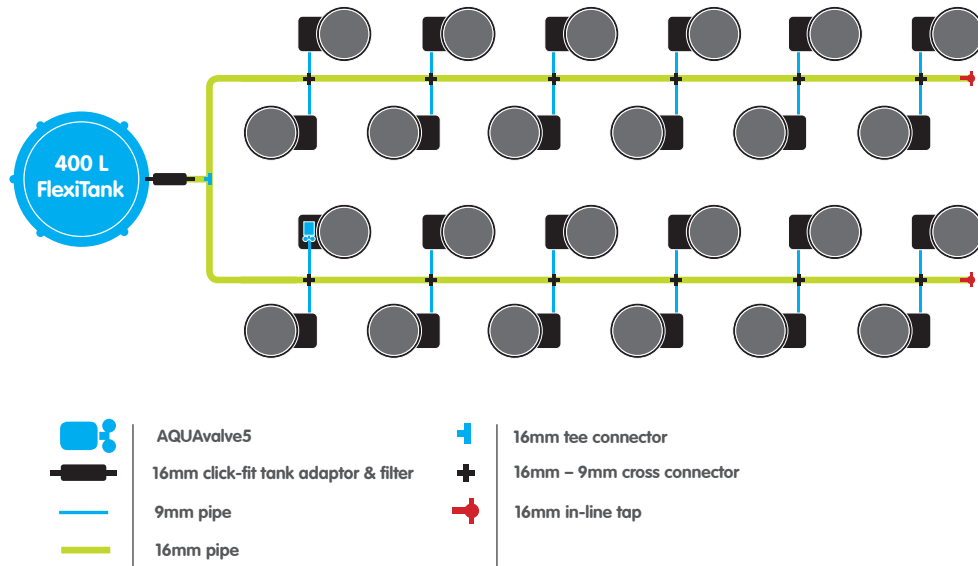 400 L
FlexiTank
AQUAvalve5
16mm click-fit tank adaptor & filter
9mm pipe
16mm pipe
16mm tee connector
16mm – 9mm cross connector
16mm in-line tap